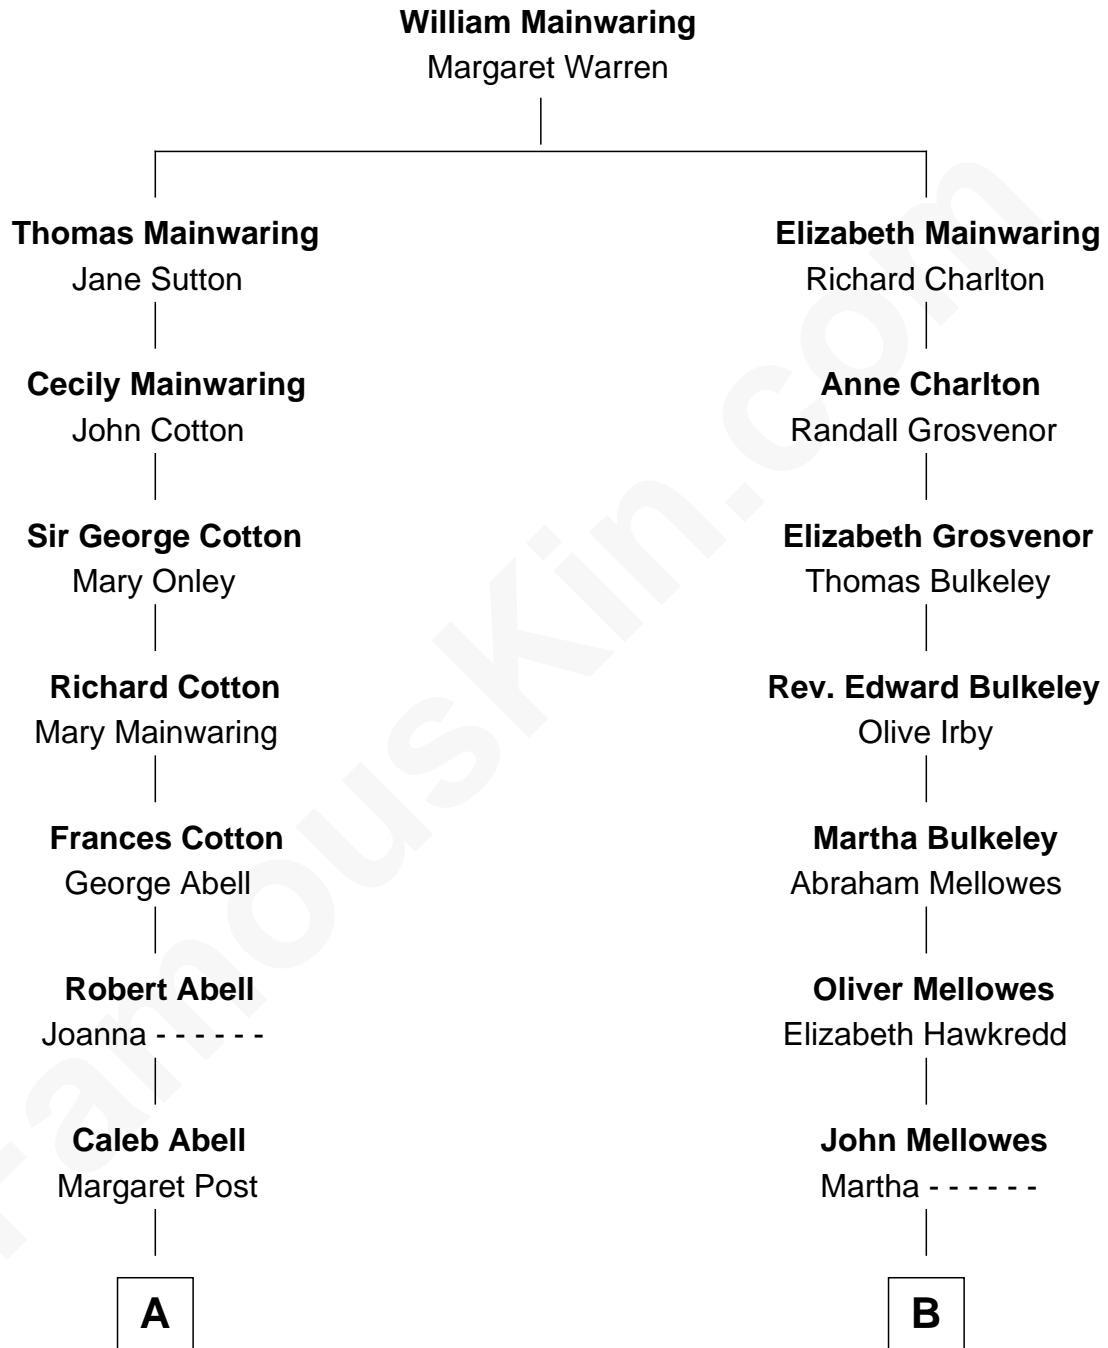 William Mainwaring
Margaret Warren
Thomas Mainwaring
Jane Sutton
Elizabeth Mainwaring
Richard Charlton
Cecily Mainwaring
John Cotton
Anne Charlton
Randall Grosvenor
Sir George Cotton
Mary Onley
Elizabeth Grosvenor
Thomas Bulkeley
Richard Cotton
Mary Mainwaring
Rev. Edward Bulkeley
Olive Irby
Frances Cotton
George Abell
Martha Bulkeley
Abraham Mellowes
Robert Abell
Joanna - - - - - -
Oliver Mellowes
Elizabeth Hawkredd
Caleb Abell
Margaret Post
John Mellowes
Martha - - - - - -
A
B
FamousKin.com